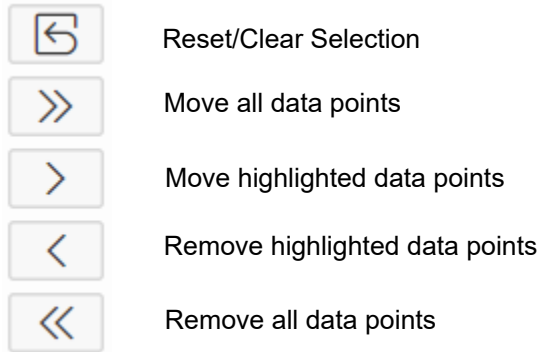 Reset/Clear Selection
Move all data points
Move highlighted data points
Remove highlighted data points
Remove all data points